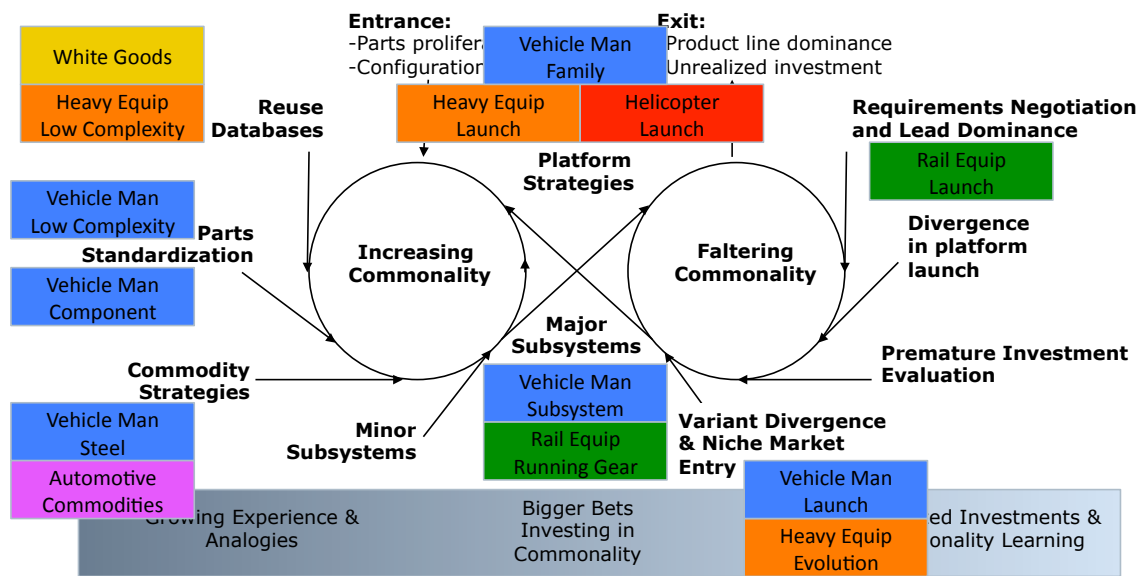 Entrance:
-Parts
-Configuration
Exit:
Product line dominance
Unrealized investment
White Goods
Heavy Equip
Low Complexity
Vehicle Man
Family
Heavy Equip
Launch
Helicopter
Launch
Reuse
Databases
Platform
Strategies
Requirements Negotiation
and Lead Dominance
Rail Equip
Launch
Vehicle Man
Low Complexity
Parts
Standardization
Increasing
Commonality
Faltering
Commonality
Divergence
in platform
launch
Vehicle Man
Component
Major
Subsystems
Premature Investment
Evaluation
Commodity
Strategies
Vehicle Man
Subsystem
Rail Equip
Running Gear
Minor
Subsystems
Variant Divergence
& Niche Market
Entry
Vehicle Man
Steel
Automotive
Commodities
Vehicle Man
Launch
Heavy Equip
Evolution
Growing Experience &
Analogies
Bigger Bets
Investing in
Commonality
Investments &
Learning